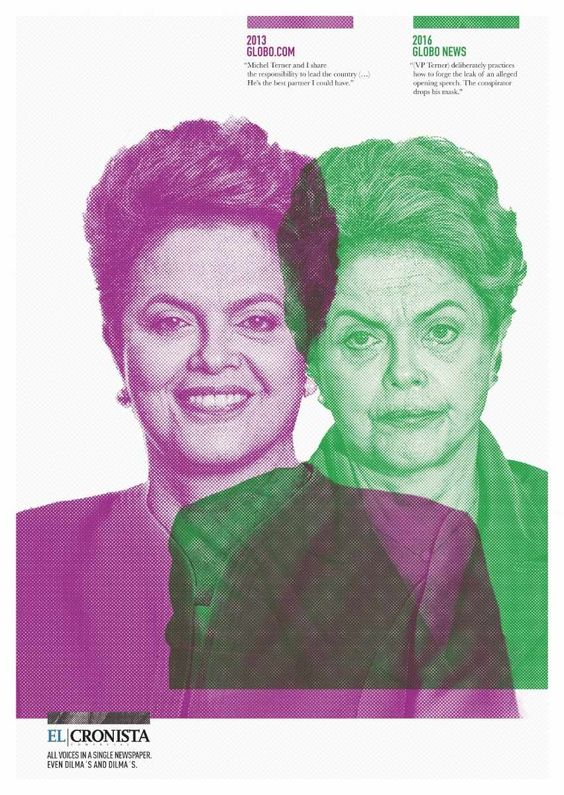 2013
GLOBO.COM
"Michel Temer and I share
the responsibility to lead the country (...)
He's the best partner I could have."
2016
GLOBO NEWS
"(VP Temer) deliberately practices
how to forge the leak of an alleged
opening speech. The conspirator
drops his mask."
EL CRONISTA
COMERCIAL
ALL VOICES IN A SINGLE NEWSPAPER.
EVEN DILMA´S AND DILMA´S.